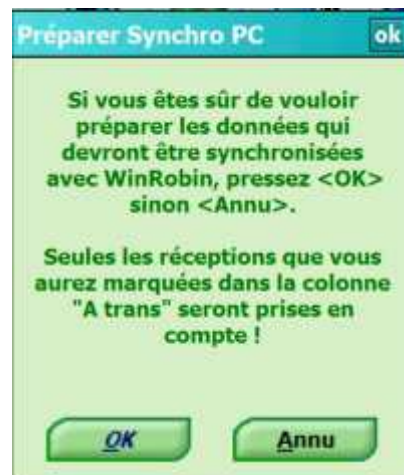 Préparer Synchro PC ok
Si vous êtes sûr de vouloir
préparer les données qui
devront être synchronisées
avec WinRobin, pressez <OK>
sinon <Annu>.
Seules les réceptions que vous
aurez marquées dans la colonne
"A trans" seront prises en
compte !
OK Annu